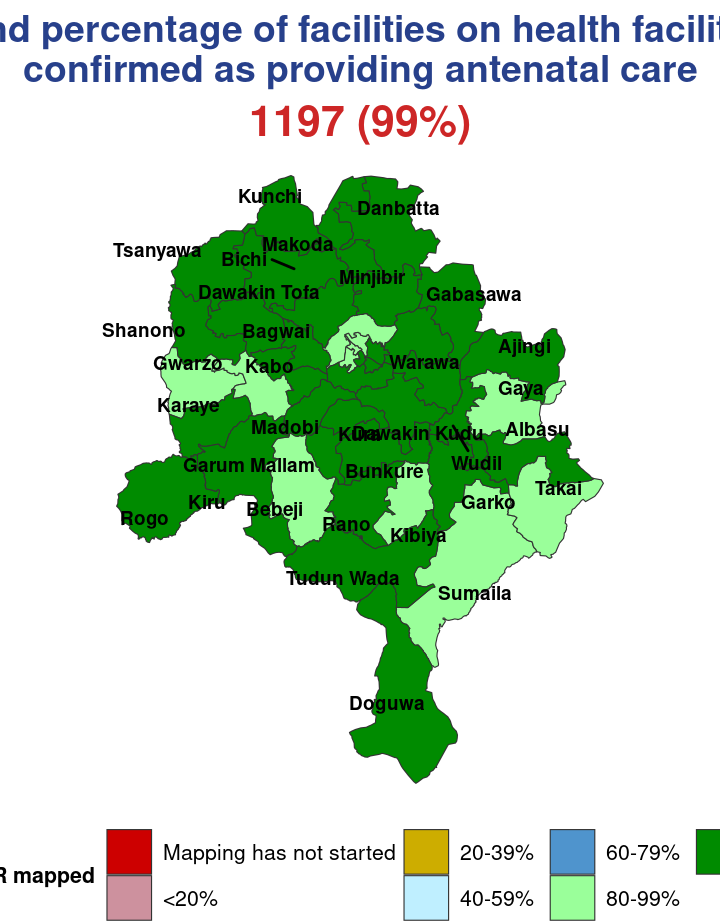 nd percentage of facilities on health facilit
confirmed as providing antenatal care
1197 (99%)
Kunchi
Danbatta
Makoda
Tsanyawa
Bichi
Minjibir
Dawakin Tofa
Gabasawa
Shanono
Bagwai
Ajingi
Gwarzo
Kabo
Warawa
Gaya
Karaye
Madobi
Kura
Dawakin Kudu
Albasu
Garum Mallam
Bunkure
Wudil
Takai
Kiru
Bebeji
Garko
Rogo
Rano
Kibiya
Tudun Wada
Sumaila
Doguwa
R mapped
Mapping has not started
20-39%
60-79%
<20%
40-59%
80-99%